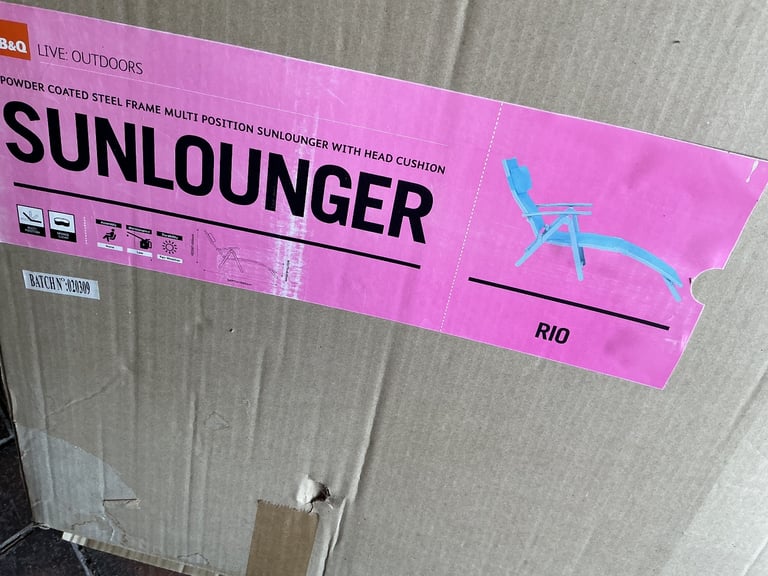 B&Q LIVE: OUTDOORS
POWDER COATED STEEL FRAME MULTI POSITION SUNLOUNGER WITH HEAD CUSHION
SUNLOUNGER
RIO
BATCH Nº:020309